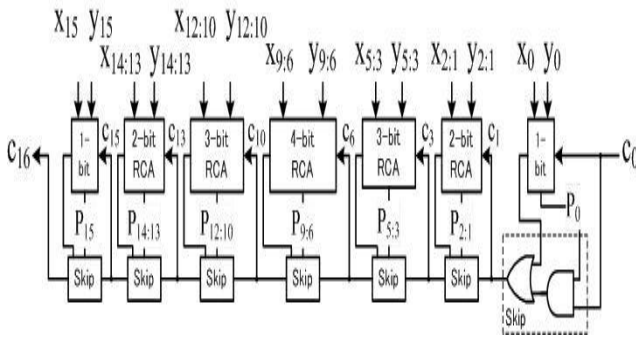 x15 y15
x14:13 y14:13
x12:10 y12:10
x9:6 y9:6
x5:3 y5:3
x2:1 y2:1
x0 y0
c16
1-bit
c15
2-bit RCA
c13
3-bit RCA
c10
4-bit RCA
c6
3-bit RCA
c3
2-bit RCA
c1
1-bit
c0
P15
P14:13
P12:10
P9:6
P5:3
P2:1
P0
Skip
Skip
Skip
Skip
Skip
Skip
Skip